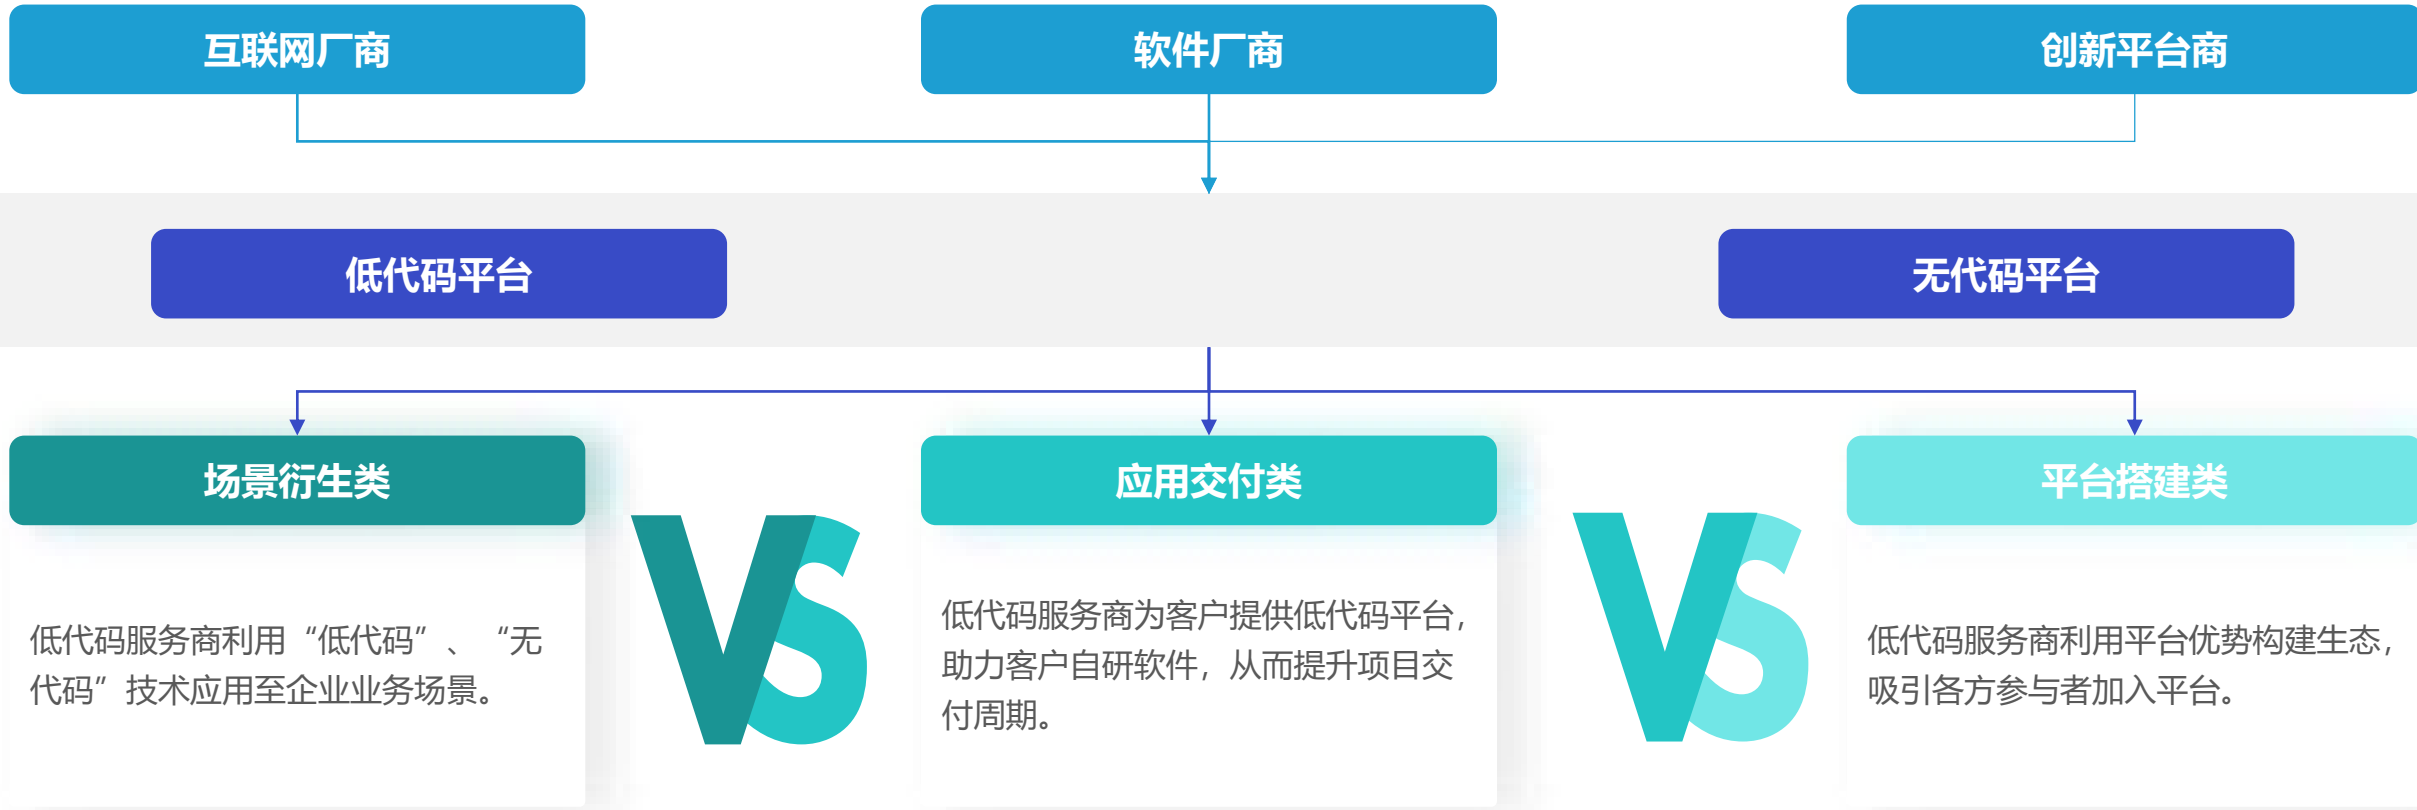 互联网厂商
软件厂商
创新平台商
低代码平台
无代码平台
场景衍生类
应用交付类
平台搭建类
VS
VS
低代码服务商利用“低代码”、“无
代码”技术应用至企业业务场景。
低代码服务商为客户提供低代码平台，
助力客户自研软件，从而提升项目交
付周期。
低代码服务商利用平台优势构建生态，
吸引各方参与者加入平台。